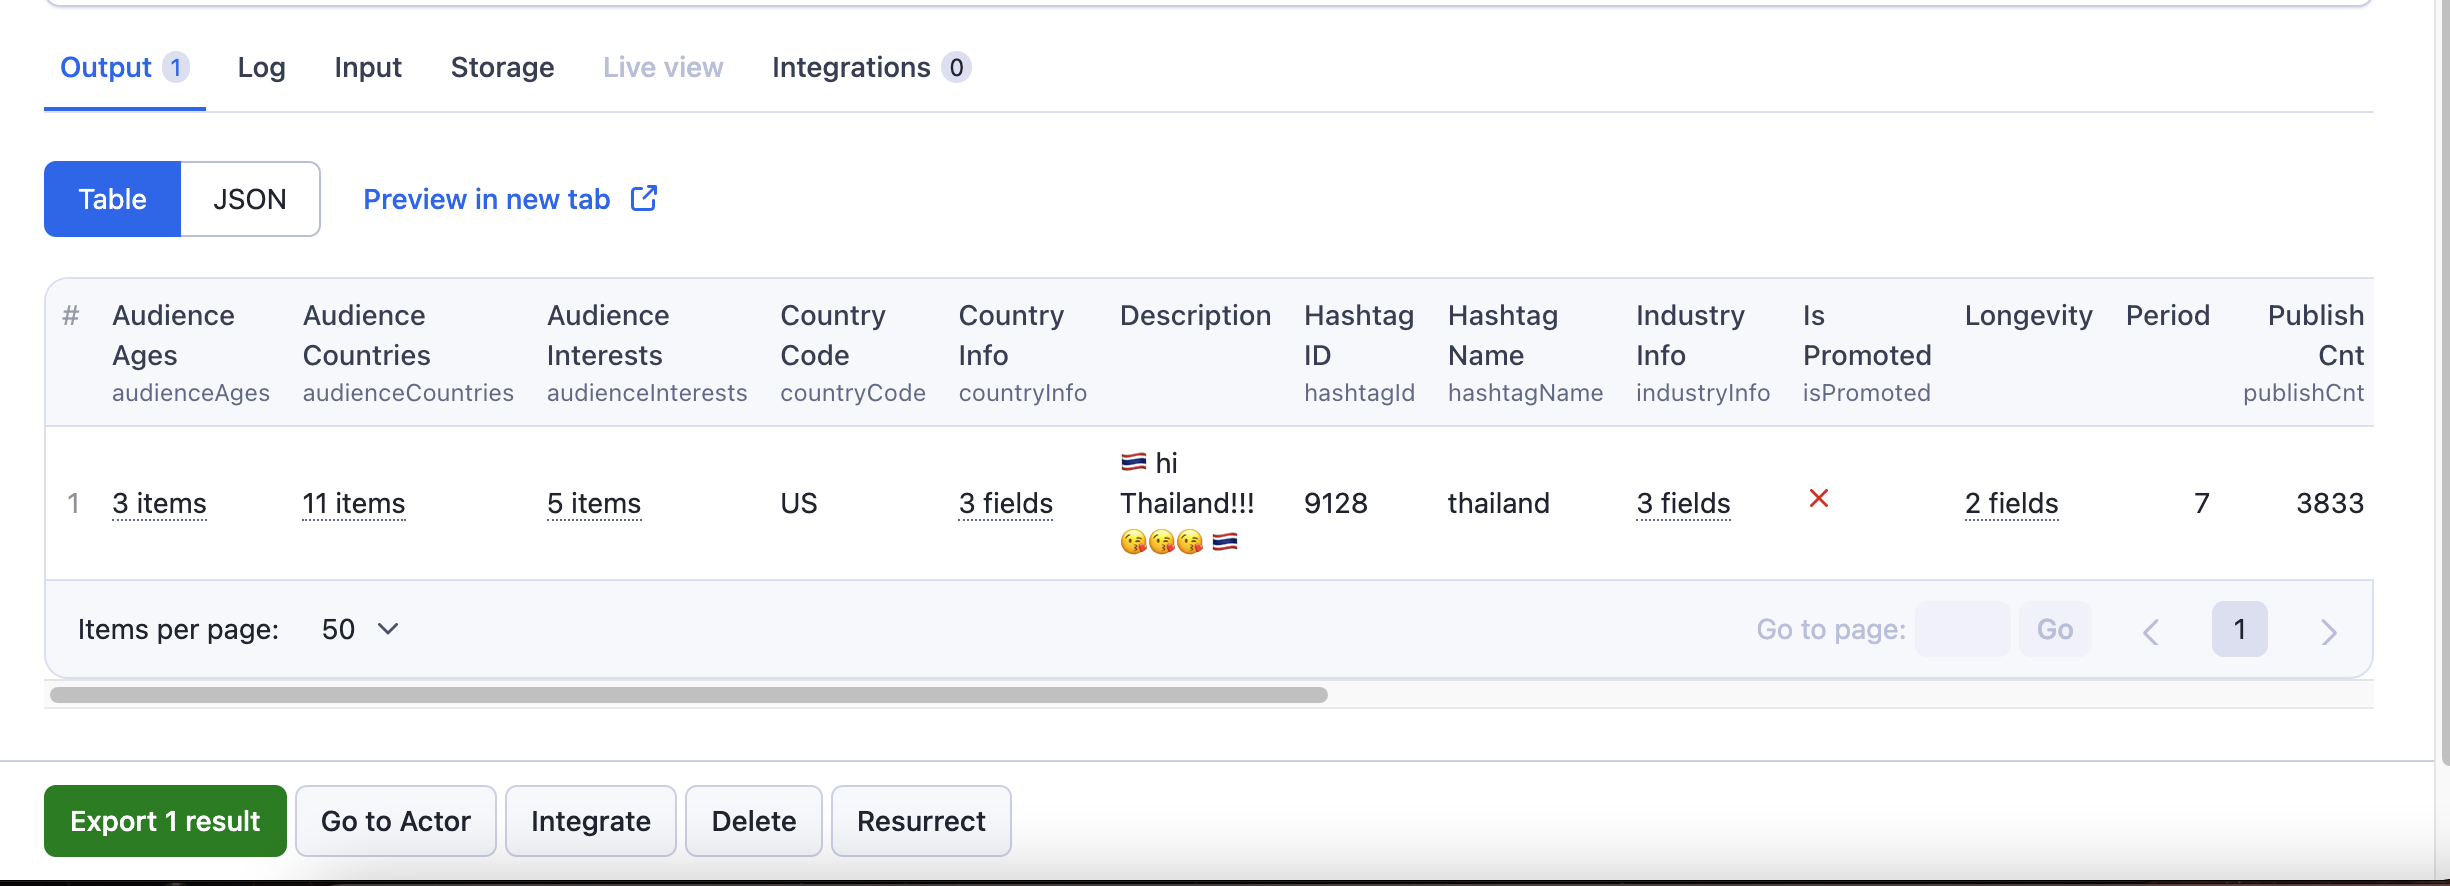 Output 1 Log Input Storage Live view Integrations 0
Table JSON Preview in new tab
# Audience Ages audienceAges Audience Countries audienceCountries Audience Interests audienceInterests Country Code countryCode Country Info countryInfo Description Hashtag ID hashtagId Hashtag Name hashtagName Industry Info industryInfo Is Promoted isPromoted Longevity Period Publish Cnt publishCnt
1 3 items 11 items 5 items US 3 fields 🇹🇭 hi Thailand!!! 😘😘😘 🇹🇭 9128 thailand 3 fields ✕ 2 fields 7 3833
Items per page: 50 Go to page: Go 1
Export 1 result Go to Actor Integrate Delete Resurrect